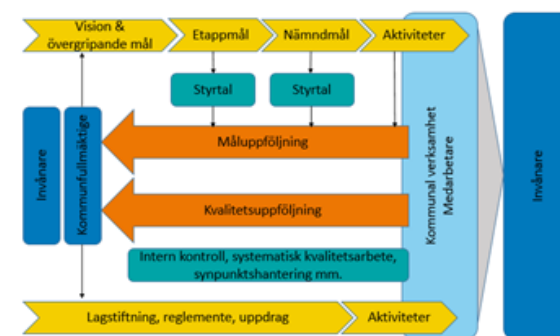 Vision &
övergripande mål
Etappmål
Nämndmål
Aktiviteter
Styrtal
Styrtal
Invånare
Kommunfullmäktige
Måluppföljning
Kvalitetsuppföljning
Intern kontroll, systematisk kvalitetsarbete,
synpunktshantering mm.
Kommunal verksamhet
Medarbetare
Invånare
Lagstiftning, reglemente, uppdrag
Aktiviteter